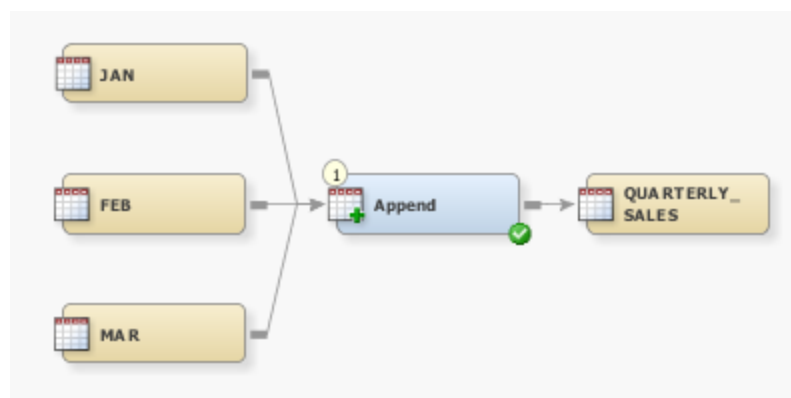 JAN
FEB
MAR
1
Append
QUARTERLY_
SALES